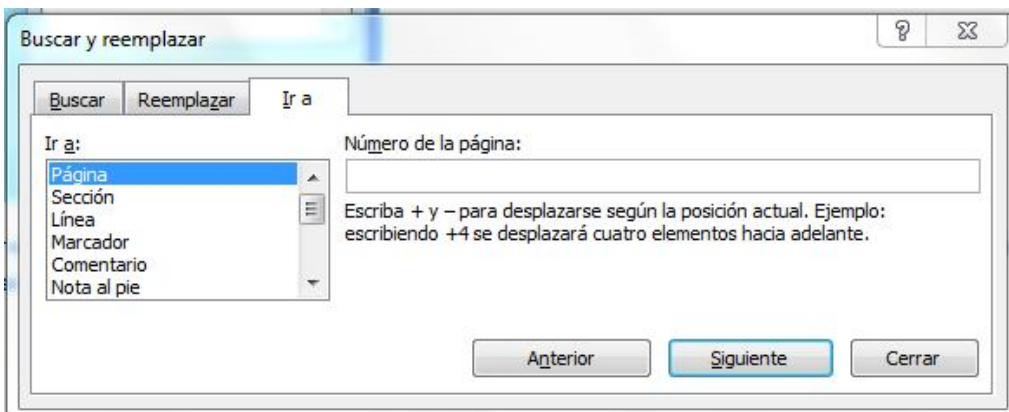 Buscar y reemplazar
Buscar Reemplazar Ir a
Ir a:
Página
Sección
Línea
Marcador
Comentario
Nota al pie
Número de la página:
Escriba + y – para desplazarse según la posición actual. Ejemplo:
escribiendo +4 se desplazará cuatro elementos hacia adelante.
Anterior Siguiente Cerrar